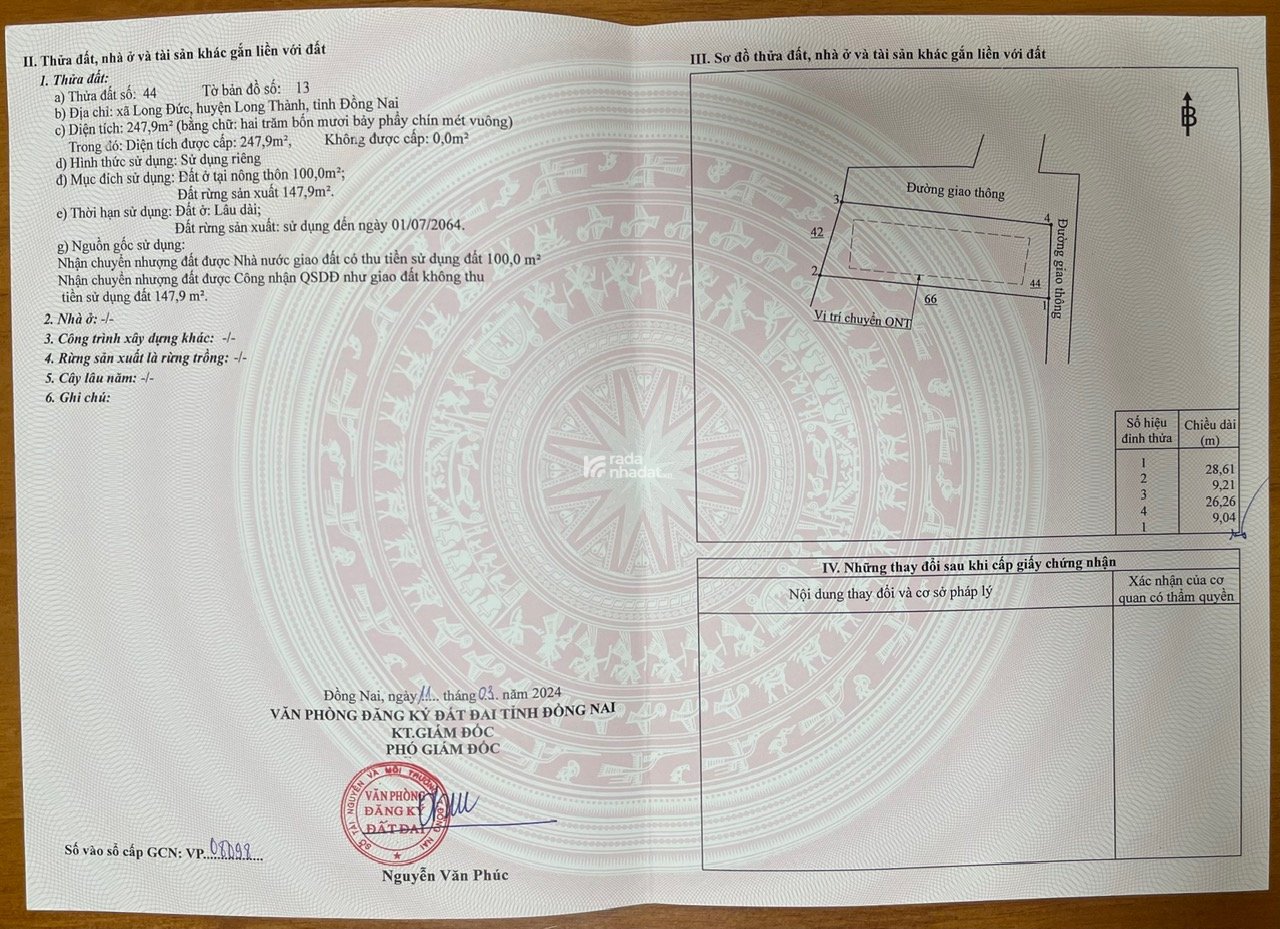 II. Thửa đất, nhà ở và tài sản khác gắn liền với đất
1. Thửa đất:
a) Thửa đất số: 44 Tờ bản đồ số: 13
b) Địa chỉ: xã Long Đức, huyện Long Thành, tỉnh Đồng Nai
c) Diện tích: 247,9m² (bằng chữ: hai trăm bốn mươi bảy phẩy chín mét vuông)
Trong đó: Diện tích được cấp: 247,9m², Không được cấp: 0,0m²
d) Hình thức sử dụng: Sử dụng riêng
đ) Mục đích sử dụng: Đất ở tại nông thôn 100,0m²;
Đất rừng sản xuất 147,9m².
e) Thời hạn sử dụng: Đất ở: Lâu dài;
Đất rừng sản xuất: sử dụng đến ngày 01/07/2064.
g) Nguồn gốc sử dụng:
Nhận chuyển nhượng đất được Nhà nước giao đất có thu tiền sử dụng đất 100,0 m²
Nhận chuyển nhượng đất được Công nhận QSDĐ như giao đất không thu
tiền sử dụng đất 147,9 m².
2. Nhà ở: -/-
3. Công trình xây dựng khác: -/-
4. Rừng sản xuất là rừng trồng: -/-
5. Cây lâu năm: -/-
6. Ghi chú:
Đồng Nai, ngày 11 tháng 03 năm 2024
VĂN PHÒNG ĐĂNG KÝ ĐẤT ĐAI TỈNH ĐỒNG NAI
KT.GIÁM ĐỐC
PHÓ GIÁM ĐỐC
SỞ TÀI NGUYÊN VÀ MÔI TRƯỜNG ĐỒNG NAI
VĂN PHÒNG
ĐĂNG KÝ
ĐẤT ĐAI
Số vào sổ cấp GCN: VP 08098
Nguyễn Văn Phúc
rada
nhadat.vn
III. Sơ đồ thửa đất, nhà ở và tài sản khác gắn liền với đất
B
Đường giao thông
3
4
42
Đường giao thông
2
44
1
66
Vị trí chuyển ONT
Số hiệu đỉnh thửa Chiều dài (m)
1
28,61
2
9,21
3
26,26
4
9,04
1
IV. Những thay đổi sau khi cấp giấy chứng nhận
Nội dung thay đổi và cơ sở pháp lý
Xác nhận của cơ
quan có thẩm quyền